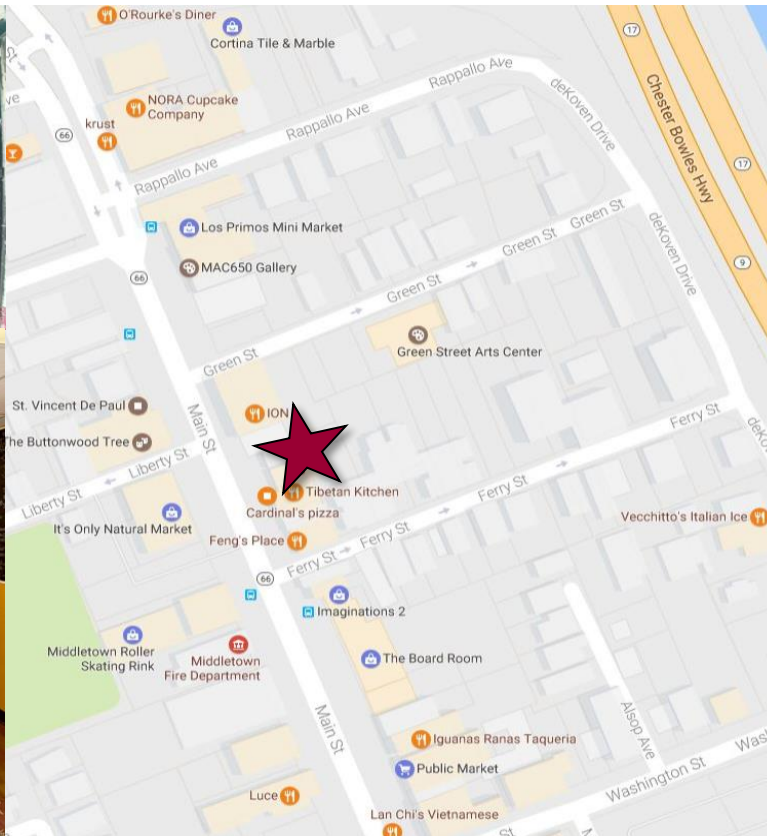 O'Rourke's Diner
Cortina Tile & Marble
17
Rappallo Ave
deKoven Drive
Chester Bowles Hwy
NORA Cupcake
Company
krust
ve
66
Rappallo Ave
17
Rappallo Ave
Los Primos Mini Market
Green St
deKoven Drive
Green St
MAC650 Gallery
66
9
Green St
Green Street Arts Center
Green St
St. Vincent De Paul
ION
Main St
Ferry St
The Buttonwood Tree
Liberty St
Liberty St
Tibetan Kitchen
Ferry St
Cardinal's pizza
Vecchitto's Italian Ice
It's Only Natural Market
Feng's Place
Ferry St
Ferry St
66
Imaginations 2
Middletown Roller
Skating Rink
Middletown
Fire Department
The Board Room
Main St
Alsop Ave
Iguanas Ranas Taqueria
Public Market
Washington St
Luce
Lan Chi's Vietnamese